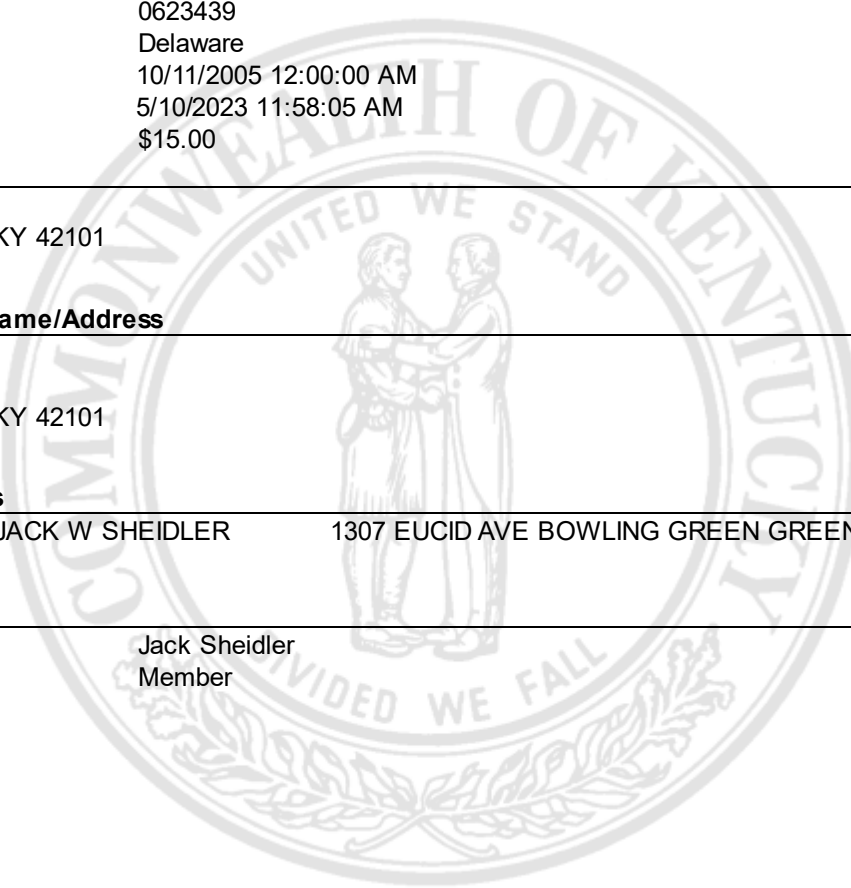 0623439
Delaware
10/11/2005 12:00:00 AM
5/10/2023 11:58:05 AM
$15.00
KY 42101
ame/Address
KY 42101
s
JACK W SHEIDLER 1307 EUCID AVE BOWLING GREEN GREEN
Jack Sheidler
Member
COMMONWEALTH OF KENTUCKY
UNITED WE STAND
DIVIDED WE FALL